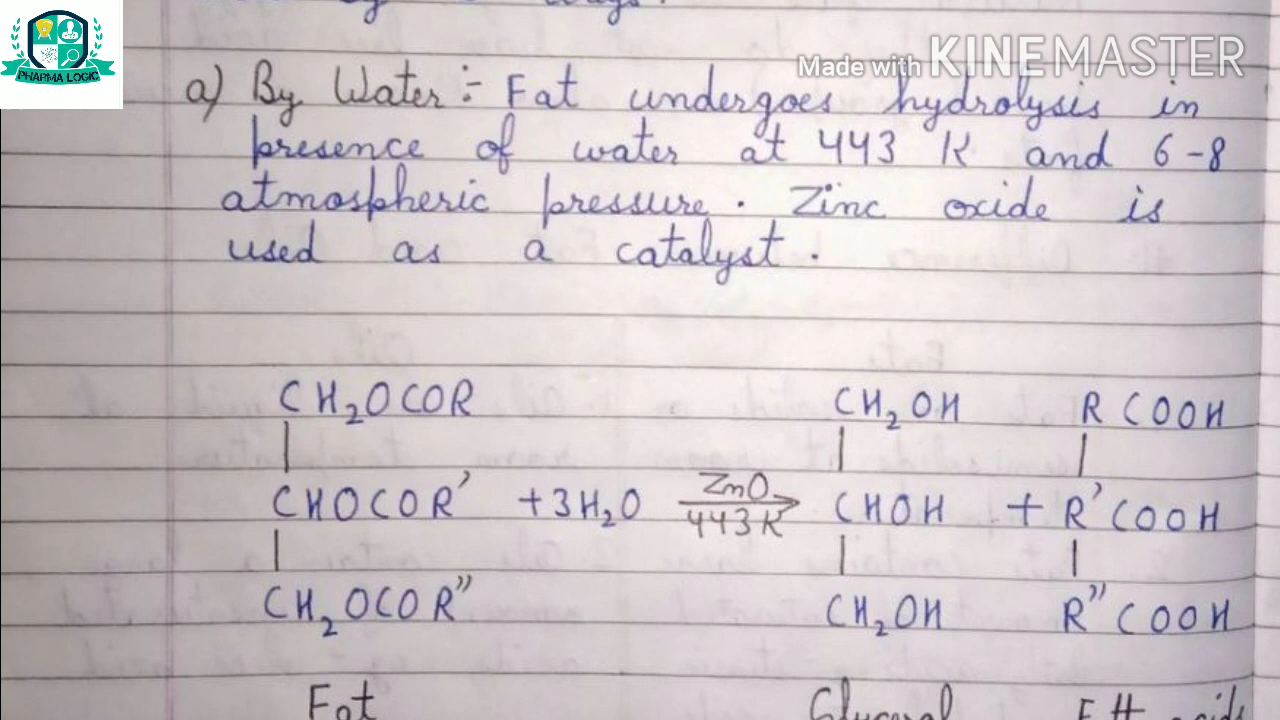 PHARMA LOGIC
Made with KINEMASTER
a) By Water :- Fat undergoes hydrolysis in
presence of water at 443 K and 6-8
atmospheric pressure. Zinc oxide is
used as a catalyst.
CH₂OCOR CH₂OH RCOOH
| | |
CHOCOR' + 3H₂O ZnO 443 K → CHOH + R'COOH
| | |
CH₂OCOR" CH₂OH R"COOH
Fat